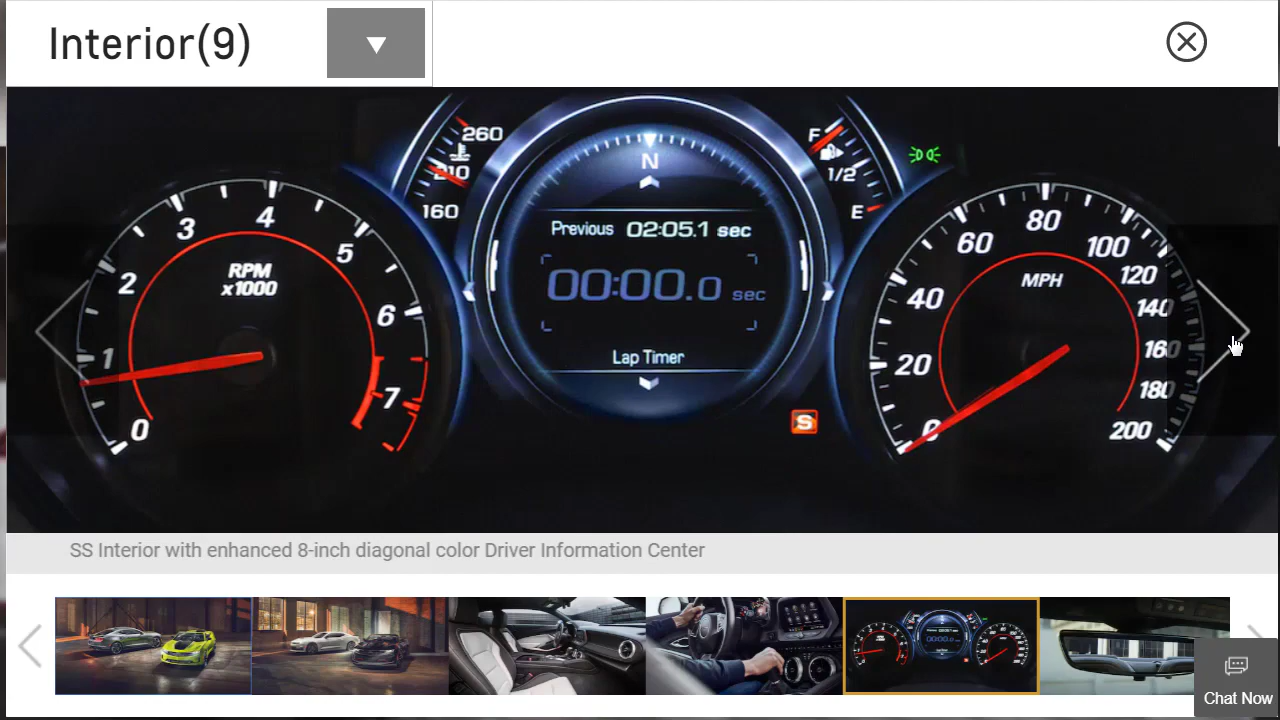 Interior(9)
260
210
160
F
1/2
E
N
Previous 02:05.1 sec
00:00.0 sec
Lap Timer
RPM
x1000
0
1
2
3
4
5
6
7
S
MPH
0
20
40
60
80
100
120
140
160
180
200
SS Interior with enhanced 8-inch diagonal color Driver Information Center
Chat Now